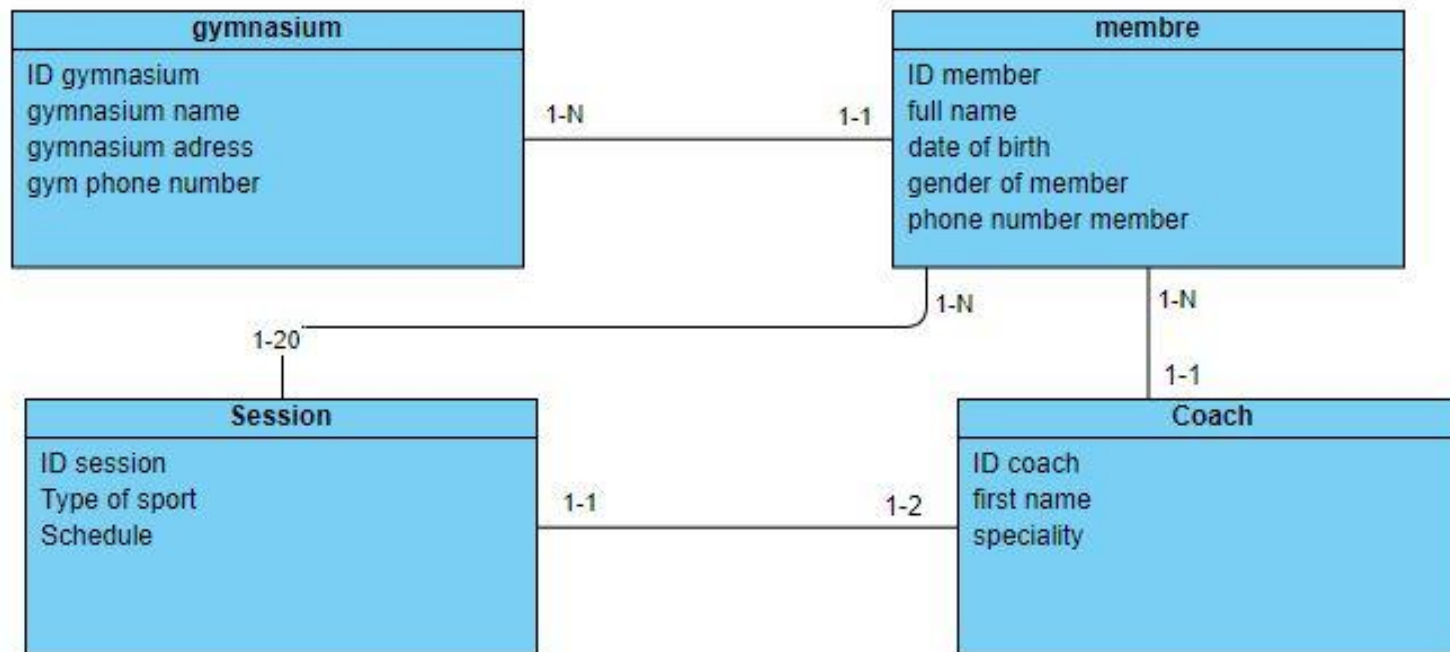 gymnasium
ID gymnasium
gymnasium name
gymnasium adress
gym phone number
1-N
1-1
membre
ID member
full name
date of birth
gender of member
phone number member
1-N
1-N
1-20
1-1
Session
ID session
Type of sport
Schedule
1-1
1-2
Coach
ID coach
first name
speciality